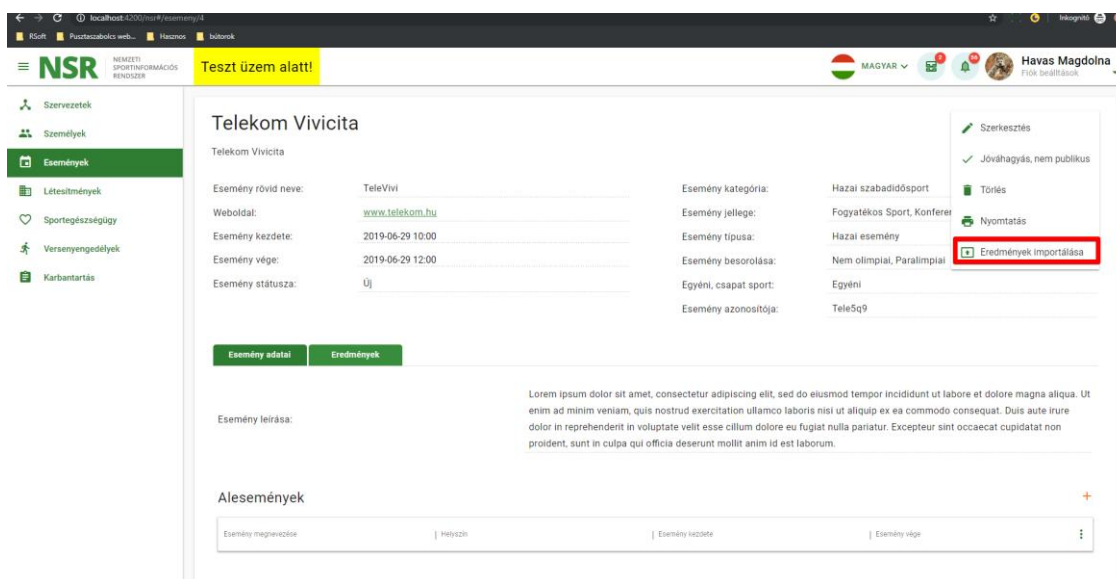 localhost:4200/nsr#/esemeny/4
Inkognitó
RSoft Pusztaszabolcs web... Hasznos bútorok
NSR NEMZETI
SPORTINFORMÁCIÓS
RENDSZER
Teszt üzem alatt!
MAGYAR
Havas Magdolna
Fiók beállítások
Szervezetek
Személyek
Események
Létesítmények
Sportegészségügy
Versenyengedélyek
Karbantartás
Telekom Vivicita
Telekom Vivicita
Esemény rövid neve: TeleVivi
Weboldal: www.telekom.hu
Esemény kezdete: 2019-06-29 10:00
Esemény vége: 2019-06-29 12:00
Esemény státusza: Új
Esemény kategória: Hazai szabadidősport
Esemény jellege: Fogyatékos Sport, Konferen
Esemény típusa: Hazai esemény
Esemény besorolása: Nem olimpiai, Paralimpiai
Egyéni, csapat sport: Egyéni
Esemény azonosítója: Tele5q9
Szerkesztés
Jóváhagyás, nem publikus
Törlés
Nyomtatás
Eredmények importálása
Esemény adatai Eredmények
Esemény leírása:
Lorem ipsum dolor sit amet, consectetur adipiscing elit, sed do eiusmod tempor incididunt ut labore et dolore magna aliqua. Ut
enim ad minim veniam, quis nostrud exercitation ullamco laboris nisi ut aliquip ex ea commodo consequat. Duis aute irure
dolor in reprehenderit in voluptate velit esse cillum dolore eu fugiat nulla pariatur. Excepteur sint occaecat cupidatat non
proident, sunt in culpa qui officia deserunt mollit anim id est laborum.
Alesemények
Esemény megnevezése | Helyszín | Esemény kezdete | Esemény vége